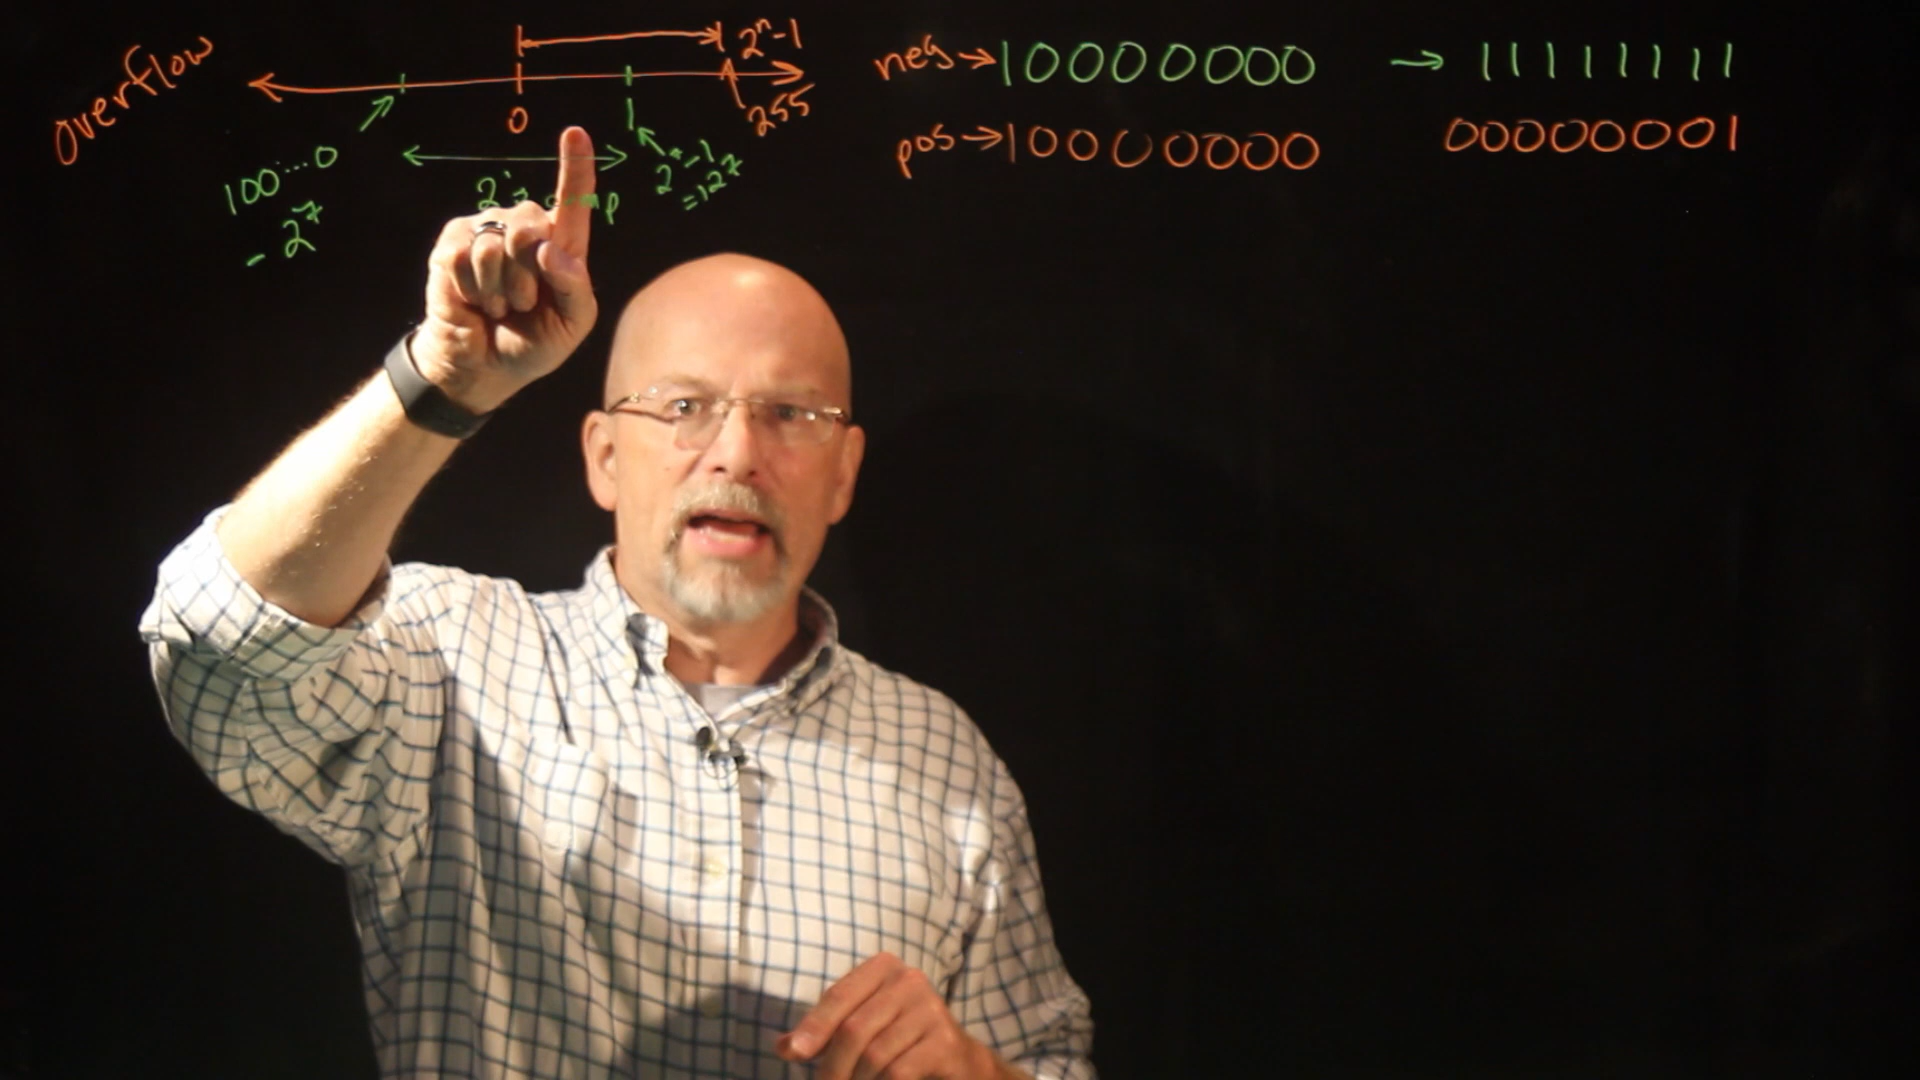 overflow
2ⁿ-1
0
1
255
100...0
-2⁷
2's comp
2⁷-1
=127
neg→10000000 → 11111111
pos→10000000 00000001